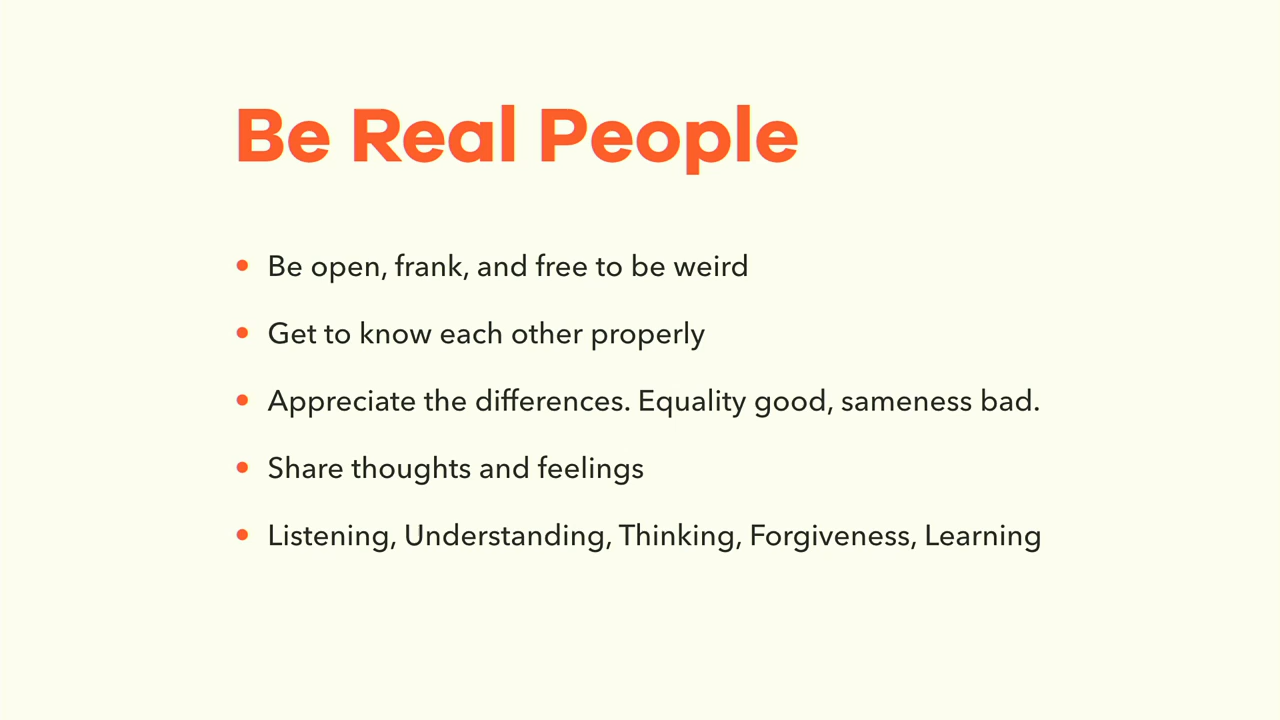 Be Real People
• Be open, frank, and free to be weird
• Get to know each other properly
• Appreciate the differences. Equality good, sameness bad.
• Share thoughts and feelings
• Listening, Understanding, Thinking, Forgiveness, Learning